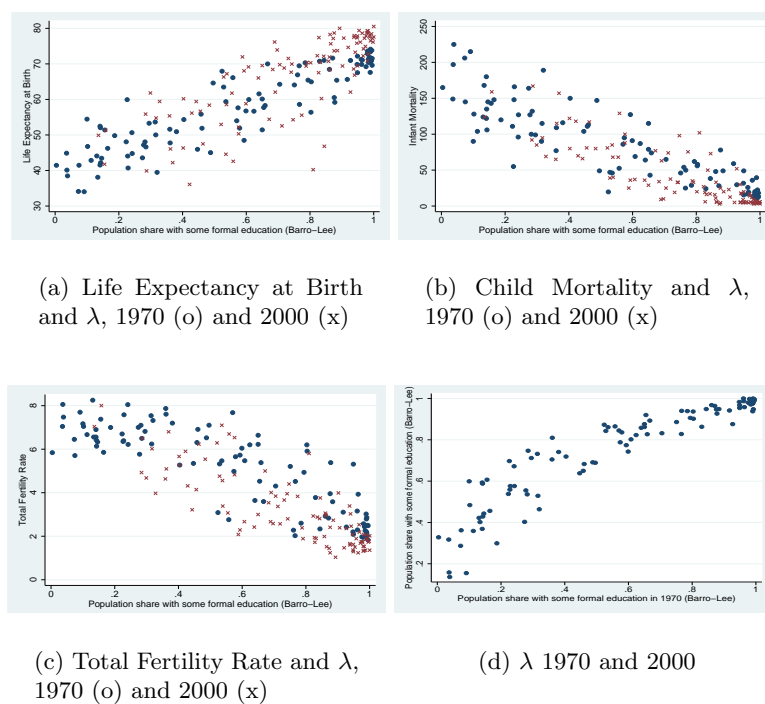 80
70
60
50
40
30
Life Expectancy at Birth
0 .2 .4 .6 .8 1
Population share with some formal education (Barro−Lee)
250
200
150
100
50
0
Infant Mortality
0 .2 .4 .6 .8 1
Population share with some formal education (Barro−Lee)
(a) Life Expectancy at Birth
and λ, 1970 (o) and 2000 (x)
(b) Child Mortality and λ,
1970 (o) and 2000 (x)
8
6
4
2
0
Total Fertility Rate
0 .2 .4 .6 .8 1
Population share with some formal education (Barro−Lee)
1
.8
.6
.4
.2
Population share with some formal education (Barro−Lee)
0 .2 .4 .6 .8 1
Population share with some formal education in 1970 (Barro−Lee)
(c) Total Fertility Rate and λ,
1970 (o) and 2000 (x)
(d) λ 1970 and 2000